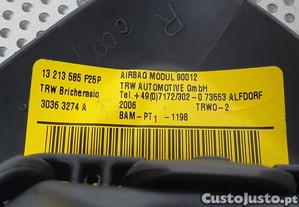 13 213 585 P25P
TRW Bricherasio
3036 3274 A
AIRBAG MODUL 90012
TRW AUTOMOTIVE GmbH
Tel.+49(0)7172/302-0 73553 ALFDORF
2006 TRWO-2
BAM-PT1-1198
R
CustoJusto.pt